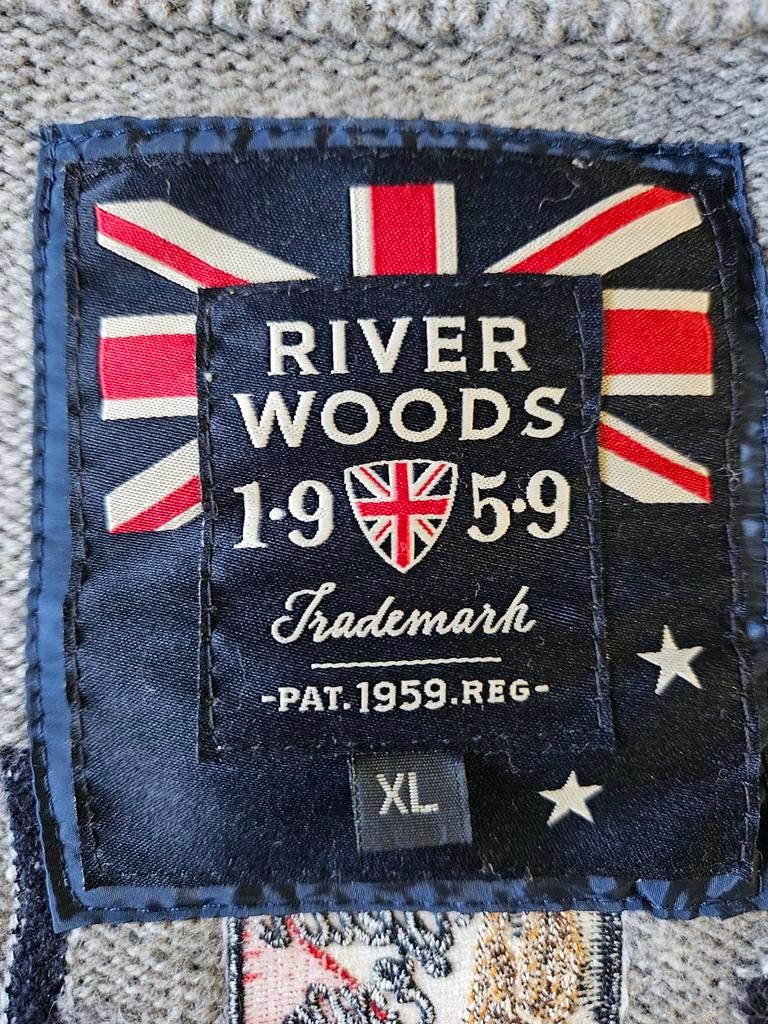 RIVER
WOODS
1·9 5·9
Trademark
-PAT.1959.REG-
XL